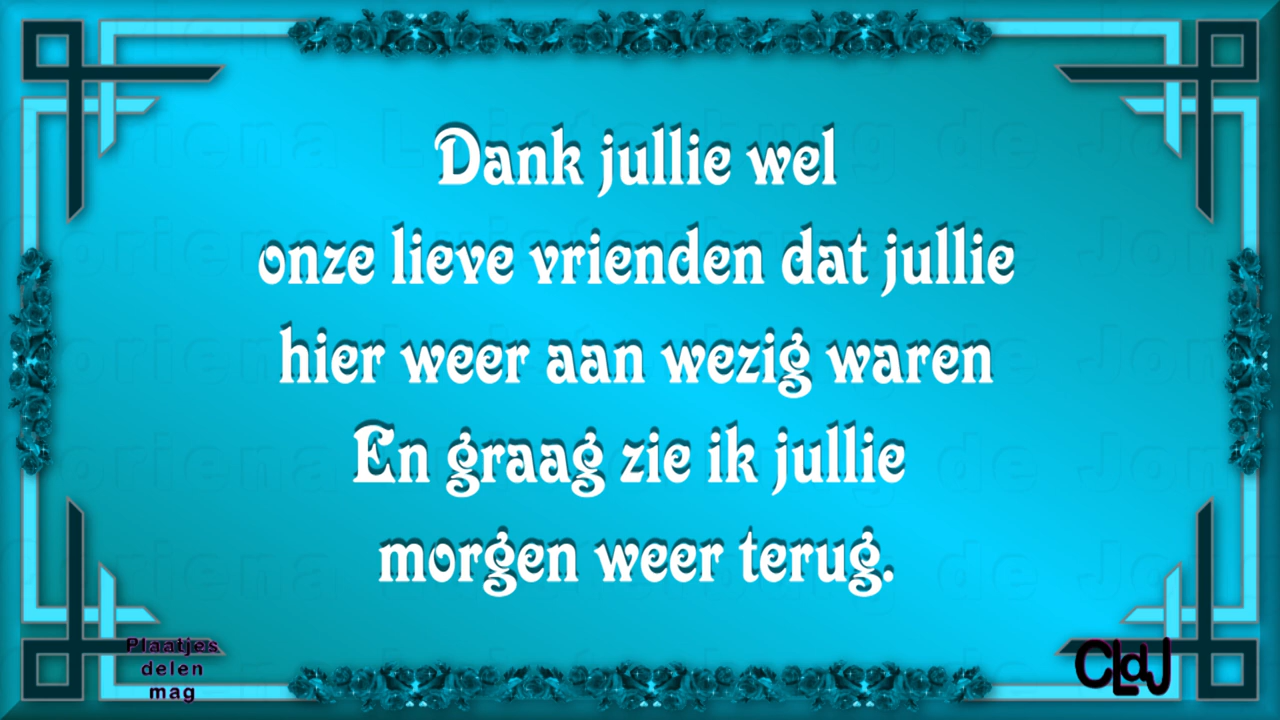 Dank jullie wel
onze lieve vrienden dat jullie
hier weer aan wezig waren
En graag zie ik jullie
morgen weer terug.
Plaatjes
delen
mag
CLdJ